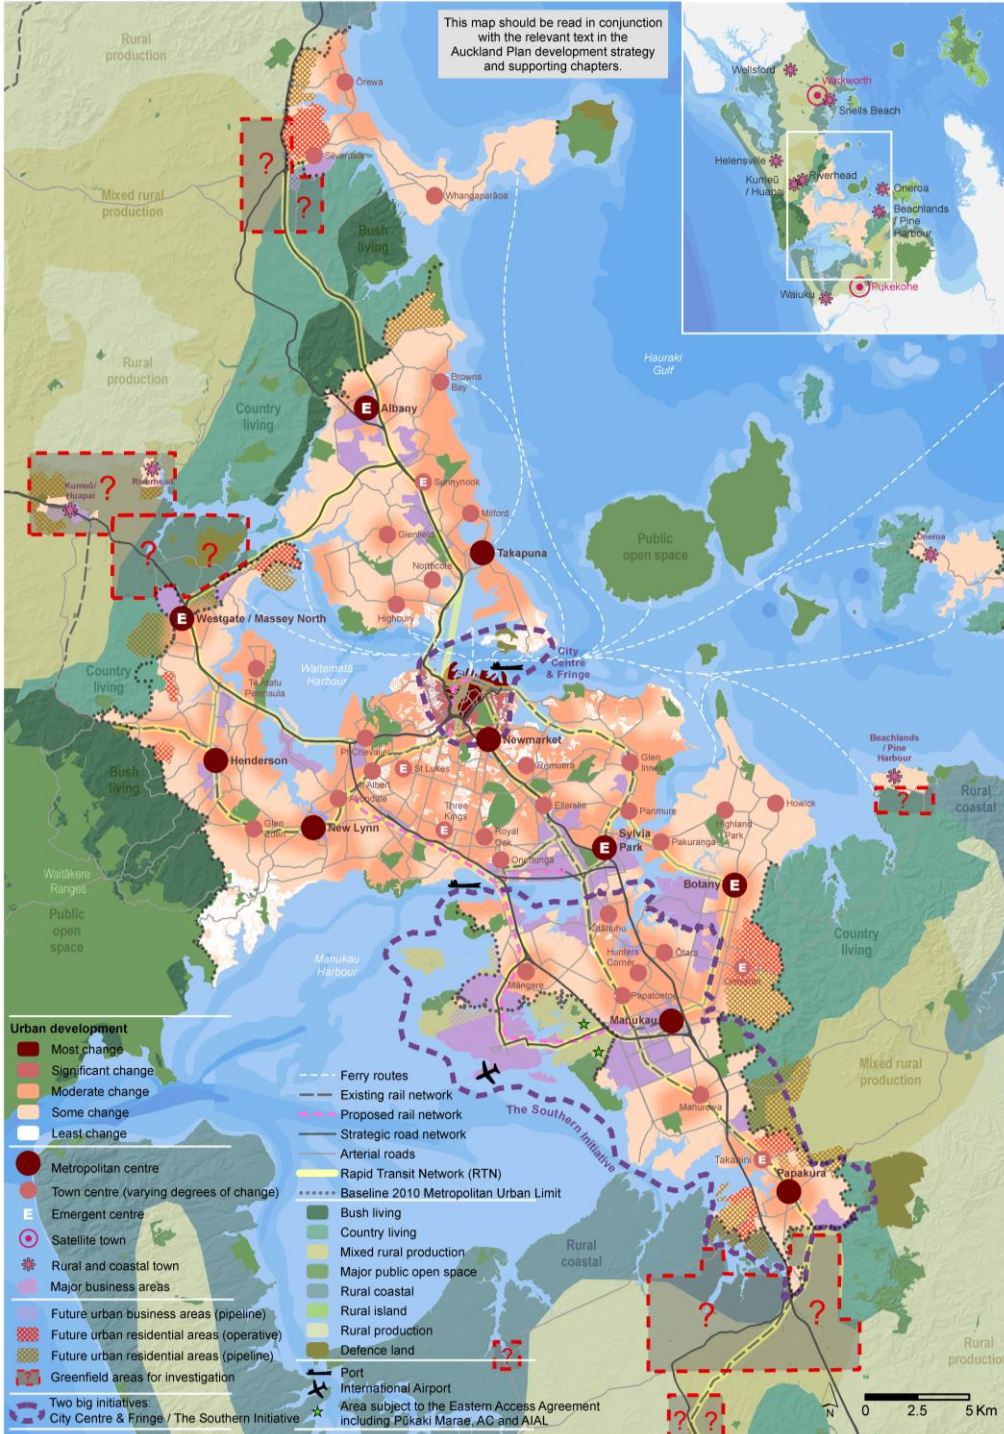 This map should be read in conjunction
with the relevant text in the
Auckland Plan development strategy
and supporting chapters.
Wellsford
Warkworth
Snells Beach
Helensville
Kumeū
/ Huapai
Riverhead
Oneroa
Beachlands
/ Pine
Harbour
Waiuku
Pukekohe
Rural
production
Ōrewa
?
Silverdale
Mixed rural
production
?
Whangaparāoa
Bush
living
Hauraki
Gulf
Rural
production
Browns
Bay
E Albany
Country
living
Kumeū/
Huapai
?
Riverhead
E
Sunnynook
Milford
?
?
Glenfield
Takapuna
Public
open space
Oneroa
Northcote
Highbury
E Westgate / Massey North
City
Centre
& Fringe
Country
living
Waitematā
Harbour
Te Atatu
Peninsula
Pt Chevalier
Newmarket
Beachlands
/ Pine
Harbour
Henderson
E St Lukes
Remuera
Glen
Innes
Bush
living
Mt Albert
?
Rural
coastal
Avondale
Three
Kings
E
Ellerslie
Panmure
Highland
Park
Howick
Glen
Eden
New Lynn
Royal
Oak
Sylvia
Park
E
Pakuranga
Onehunga
Waitākere
Ranges
Botany E
Public
open
space
Ōtāhuhu
Country
living
Manukau
Harbour
Hunters
Corner
Ōtara
E
Ormiston
Māngere
Papatoetoe
Manukau
Mixed rural
production
The Southern
Initiative
Manurewa
Takanini E
Papakura
Rural
coastal
?
?
?
Rural
production
? ?
Urban development
Most change
Significant change
Moderate change
Some change
Least change
Metropolitan centre
Town centre (varying degrees of change)
E Emergent centre
Satellite town
Rural and coastal town
Major business areas
Future urban business areas (pipeline)
Future urban residential areas (operative)
Future urban residential areas (pipeline)
? Greenfield areas for investigation
Two big initiatives:
City Centre & Fringe / The Southern Initiative
Ferry routes
Existing rail network
Proposed rail network
Strategic road network
Arterial roads
Rapid Transit Network (RTN)
Baseline 2010 Metropolitan Urban Limit
Bush living
Country living
Mixed rural production
Major public open space
Rural coastal
Rural island
Rural production
Defence land
Port
International Airport
Area subject to the Eastern Access Agreement
including Pūkaki Marae, AC and AIAL
N
0 2.5 5 Km